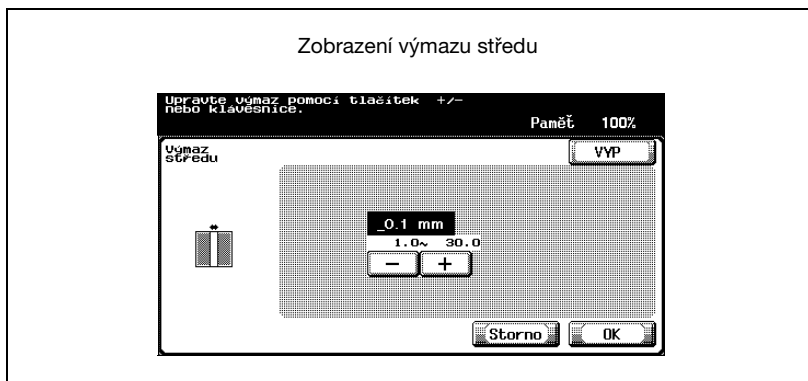 Zobrazení výmazu středu
Upravte výmaz pomocí tlačítek +/-
nebo klávesnice.
Paměť 100%
Výmaz
středu
VYP
_0.1 mm
1.0~ 30.0
− +
Storno OK